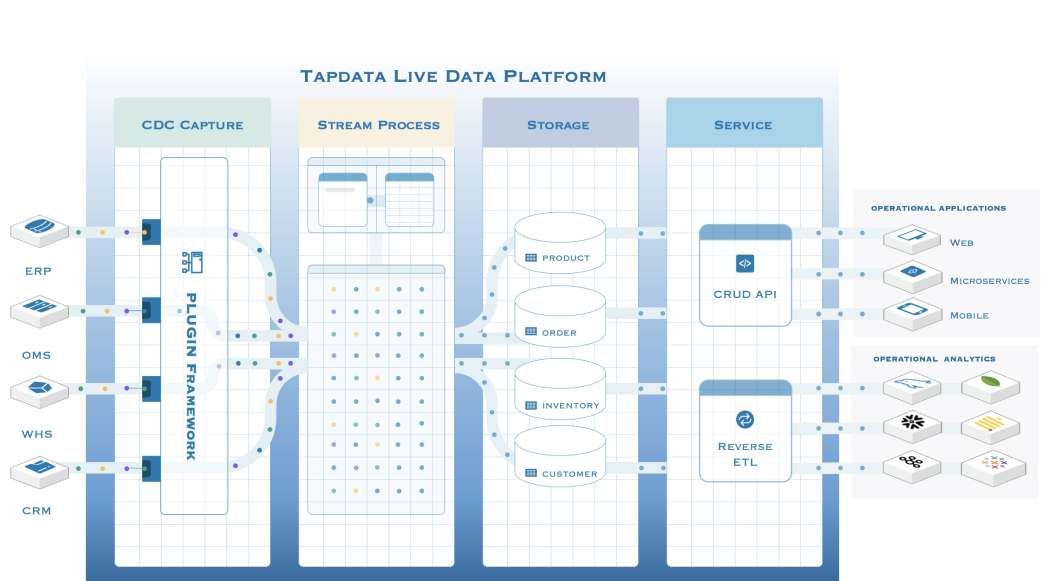 TAPDATA LIVE DATA PLATFORM
CDC CAPTURE
STREAM PROCESS
STORAGE
SERVICE
ERP
OMS
WHS
CRM
PLUGIN FRAMEWORK
PRODUCT
ORDER
INVENTORY
CUSTOMER
CRUD API
REVERSE
ETL
OPERATIONAL APPLICATIONS
WEB
MICROSERVICES
MOBILE
OPERATIONAL ANALYTICS